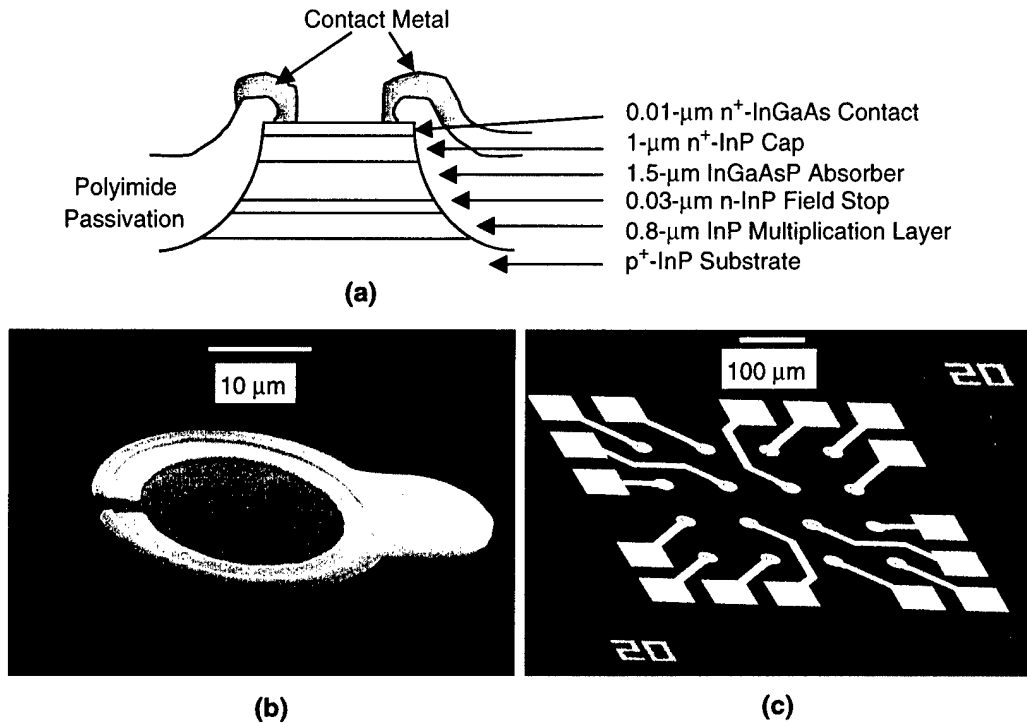 Contact Metal
0.01-μm n⁺-InGaAs Contact
1-μm n⁺-InP Cap
1.5-μm InGaAsP Absorber
0.03-μm n-InP Field Stop
0.8-μm InP Multiplication Layer
p⁺-InP Substrate
Polyimide
Passivation
(a)
10 μm
100 μm
20
20
(b)
(c)